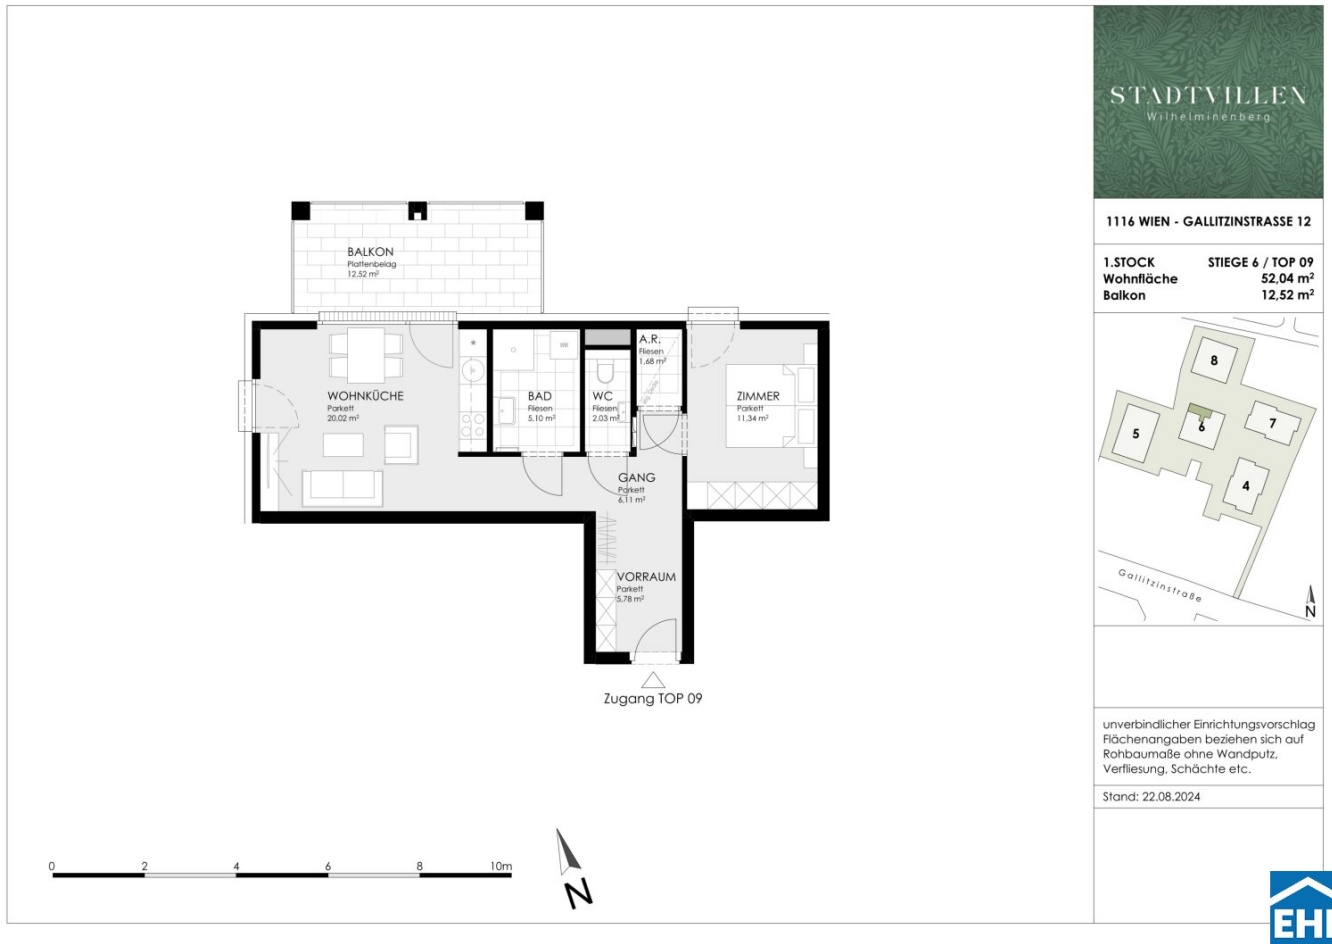 STADTVILLEN
Wilhelminenberg
1116 WIEN - GALLITZINSTRASSE 12
1.STOCK STIEGE 6 / TOP 09
Wohnfläche 52,04 m²
Balkon 12,52 m²
8
7
6
5
4
Gallitzinstraße
N
unverbindlicher Einrichtungsvorschlag
Flächenangaben beziehen sich auf
Rohbaumaße ohne Wandputz,
Verfliesung, Schächte etc.
Stand: 22.08.2024
EHL
BALKON
Plattenbelag
12,52 m²
WOHNKÜCHE
Parkett
20,02 m²
BAD
Fliesen
5,10 m²
WC
Fliesen
2,03 m²
A.R.
Fliesen
1,68 m²
ZIMMER
Parkett
11,34 m²
GANG
Parkett
6,11 m²
VORRAUM
Parkett
5,78 m²
Zugang TOP 09
0 2 4 6 8 10m
N